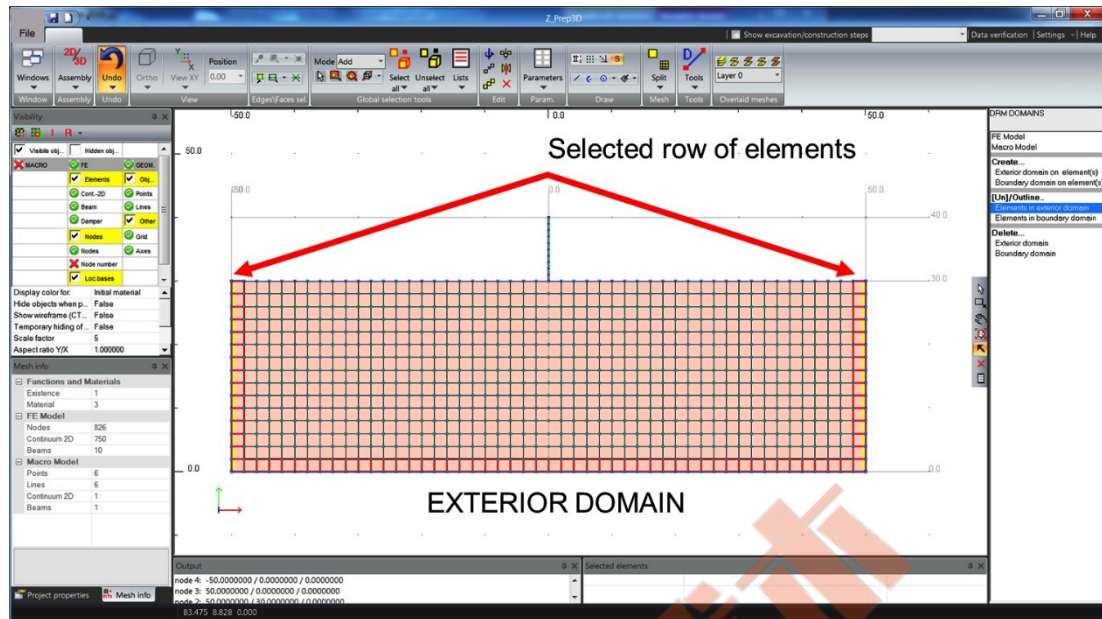 Z_Prep3D
File
Show excavation/construction steps
Data verification | Settings | Help
Windows
Assembly
Undo
Ortho
View XY
Position
0.00
Mode Add
Select all
Unselect all
Lists
Parameters
Split
Tools
Layer 0
Window
Assembly
Undo
View
Edges\Faces sel.
Global selection tools
Edit
Param.
Draw
Mesh
Tools
Overlaid meshes
Visibility
Visible obj...
Hidden obj...
MACRO
FE
GEOM.
Elements
Obj...
Cont.-2D
Points
Beam
Lines
Damper
Other
Nodes
Grid
Nodes
Axes
Node number
Loc.bases
Display color for: Initial material
Hide objects when p... False
Show wireframe (CT... False
Temporary hiding of... False
Scale factor 5
Aspect ratio Y/X 1.000000
Mesh info
Functions and Materials
Existence 1
Material 3
FE Model
Nodes 826
Continuum 2D 750
Beams 10
Macro Model
Points 6
Lines 6
Continuum 2D 1
Beams 1
Project properties
Mesh info
-50.0
0.0
50.0
50.0
Selected row of elements
50.0
0.0
50.0
40.0
30.0
0.0
0.0
EXTERIOR DOMAIN
Output
node 4: -50.0000000 / 0.0000000 / 0.0000000
node 3: 50.0000000 / 0.0000000 / 0.0000000
node 2: 50.0000000 / 30.0000000 / 0.0000000
Selected elements
83.475 8.828 0.000
DRM DOMAINS
FE Model
Macro Model
Create...
Exterior domain on element(s)
Boundary domain on element(s)
[Un]/Outline..
Elements in exterior domain
Elements in boundary domain
Delete...
Exterior domain
Boundary domain